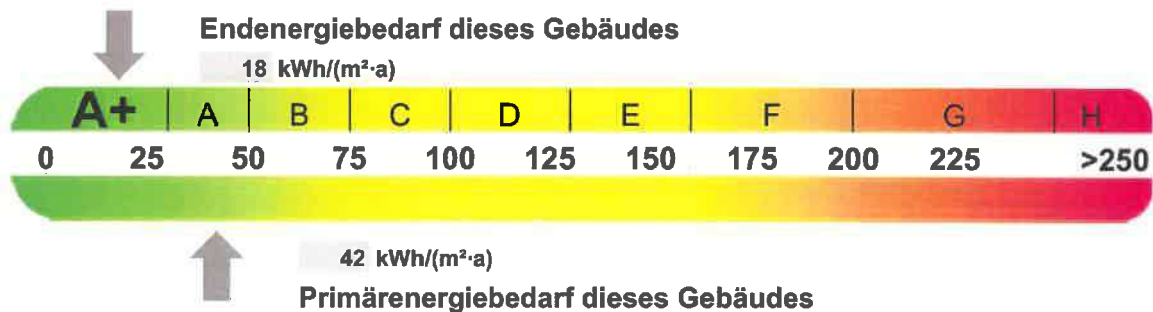 Endenergiebedarf dieses Gebäudes
18 kWh/(m²·a)
A+ A B C D E F G H
0 25 50 75 100 125 150 175 200 225 >250
42 kWh/(m²·a)
Primärenergiebedarf dieses Gebäudes